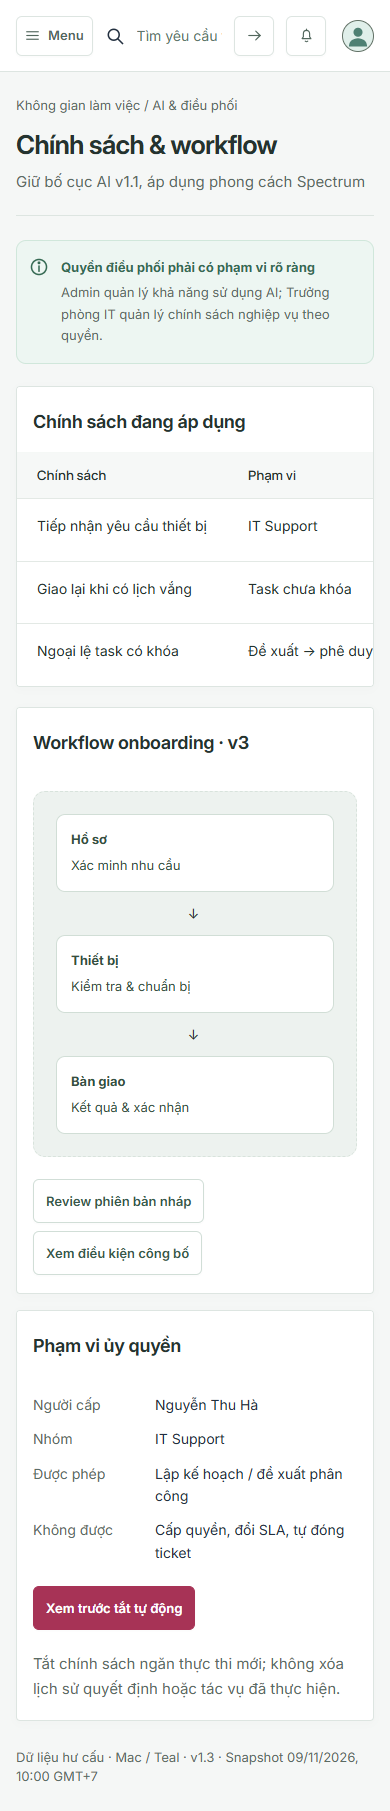 Menu
Tìm yêu cầu
Không gian làm việc / AI & điều phối
Chính sách & workflow
Giữ bố cục AI v1.1, áp dụng phong cách Spectrum
Quyền điều phối phải có phạm vi rõ ràng
Admin quản lý khả năng sử dụng AI; Trưởng
phòng IT quản lý chính sách nghiệp vụ theo
quyền.
Chính sách đang áp dụng
Chính sách Phạm vi
Tiếp nhận yêu cầu thiết bị IT Support
Giao lại khi có lịch vắng Task chưa khóa
Ngoại lệ task có khóa Đề xuất → phê duy
Workflow onboarding · v3
Hồ sơ
Xác minh nhu cầu
↓
Thiết bị
Kiểm tra & chuẩn bị
↓
Bàn giao
Kết quả & xác nhận
Review phiên bản nháp
Xem điều kiện công bố
Phạm vi ủy quyền
Người cấp Nguyễn Thu Hà
Nhóm IT Support
Được phép Lập kế hoạch / đề xuất phân
công
Không được Cấp quyền, đổi SLA, tự đóng
ticket
Xem trước tắt tự động
Tắt chính sách ngăn thực thi mới; không xóa
lịch sử quyết định hoặc tác vụ đã thực hiện.
Dữ liệu hư cấu · Mac / Teal · v1.3 · Snapshot 09/11/2026,
10:00 GMT+7